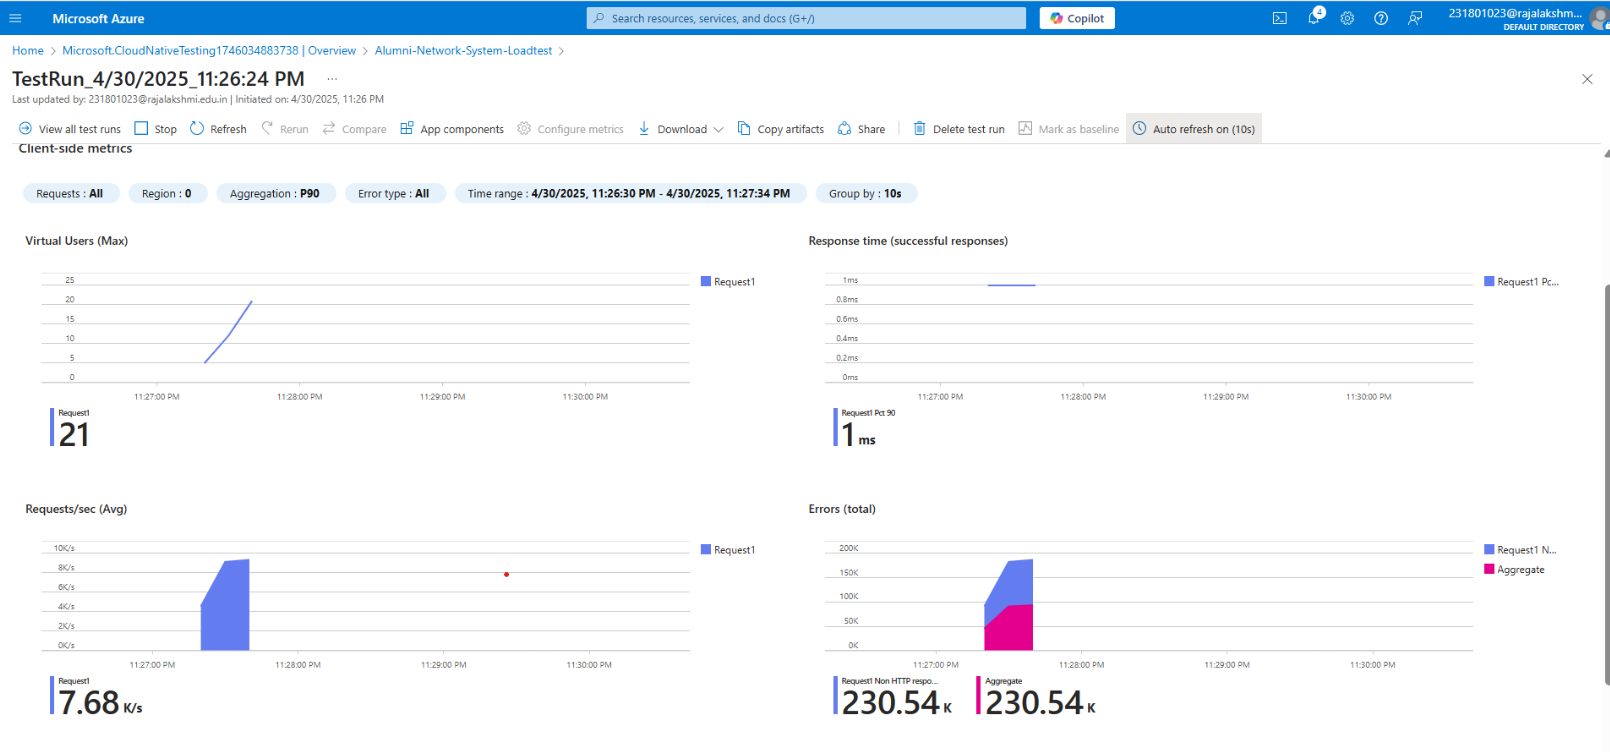 Microsoft Azure
Search resources, services, and docs (G+/)
Copilot
4
231801023@rajalakshm...
DEFAULT DIRECTORY
Home > Microsoft.CloudNativeTesting1746034883738 | Overview > Alumni-Network-System-Loadtest >
TestRun_4/30/2025_11:26:24 PM ...
Last updated by: 231801023@rajalakshmi.edu.in | Initiated on: 4/30/2025, 11:26 PM
View all test runs Stop Refresh Rerun Compare App components Configure metrics Download Copy artifacts Share Delete test run Mark as baseline Auto refresh on (10s)
Client-side metrics
Requests : All Region : 0 Aggregation : P90 Error type : All Time range : 4/30/2025, 11:26:30 PM - 4/30/2025, 11:27:34 PM Group by : 10s
Virtual Users (Max)
25
20
15
10
5
0
11:27:00 PM 11:28:00 PM 11:29:00 PM 11:30:00 PM
Request1
Request1
21
Response time (successful responses)
1ms
0.8ms
0.6ms
0.4ms
0.2ms
0ms
11:27:00 PM 11:28:00 PM 11:29:00 PM 11:30:00 PM
Request1 Pc...
Request1 Pct 90
1 ms
Requests/sec (Avg)
10K/s
8K/s
6K/s
4K/s
2K/s
0K/s
11:27:00 PM 11:28:00 PM 11:29:00 PM 11:30:00 PM
Request1
Request1
7.68 K/s
Errors (total)
200K
150K
100K
50K
0K
11:27:00 PM 11:28:00 PM 11:29:00 PM 11:30:00 PM
Request1 N...
Aggregate
Request1 Non HTTP respo...
230.54 K
Aggregate
230.54 K